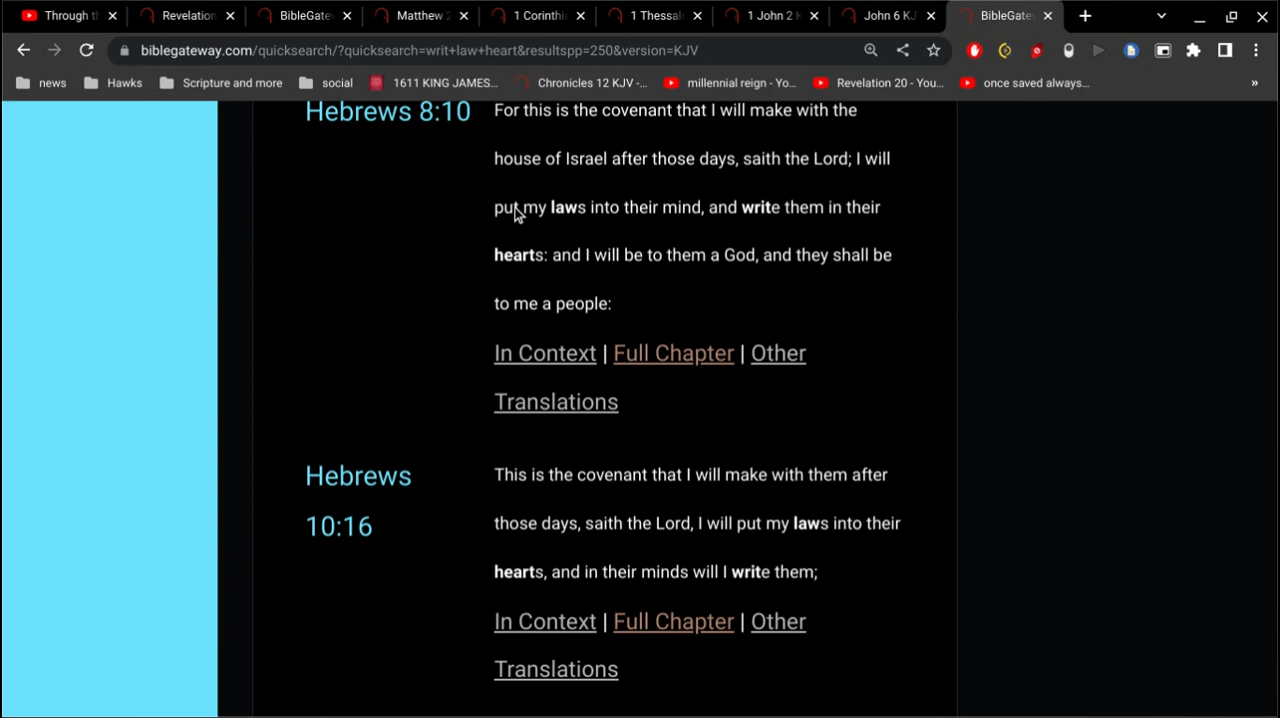 Through t
Revelation
BibleGate
Matthew 2
1 Corinthi
1 Thessal
1 John 2 K
John 6 KJ
BibleGate
biblegateway.com/quicksearch/?quicksearch=writ+law+heart&resultspp=250&version=KJV
news
Hawks
Scripture and more
social
1611 KING JAMES...
Chronicles 12 KJV -...
millennial reign - Yo...
Revelation 20 - You...
once saved always...
»
Hebrews 8:10
For this is the covenant that I will make with the
house of Israel after those days, saith the Lord; I will
put my laws into their mind, and write them in their
hearts: and I will be to them a God, and they shall be
to me a people:
In Context | Full Chapter | Other
Translations
Hebrews
10:16
This is the covenant that I will make with them after
those days, saith the Lord, I will put my laws into their
hearts, and in their minds will I write them;
In Context | Full Chapter | Other
Translations